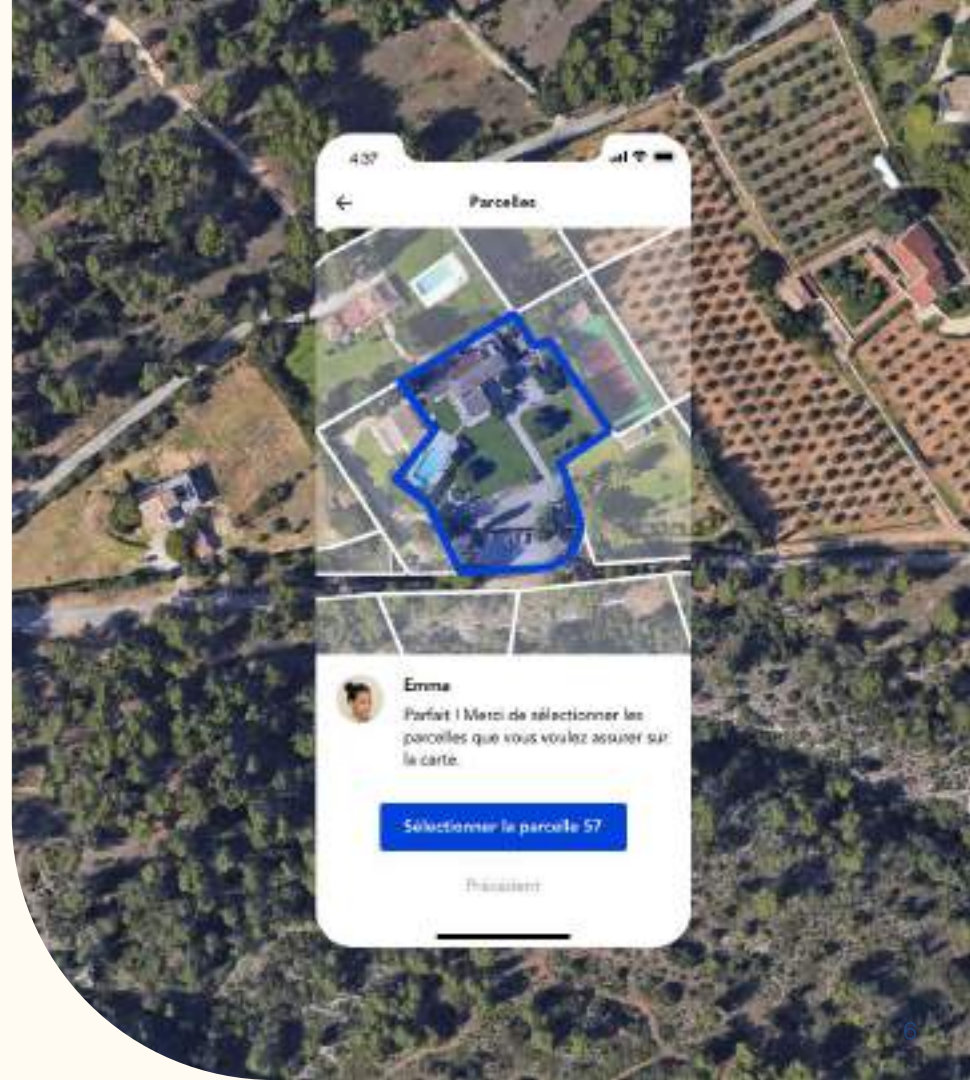 4:37
Parcelles
Emma
Parfait ! Merci de sélectionner les
parcelles que vous voulez assurer sur
la carte.
Sélectionner la parcelle 57
Précédent
6